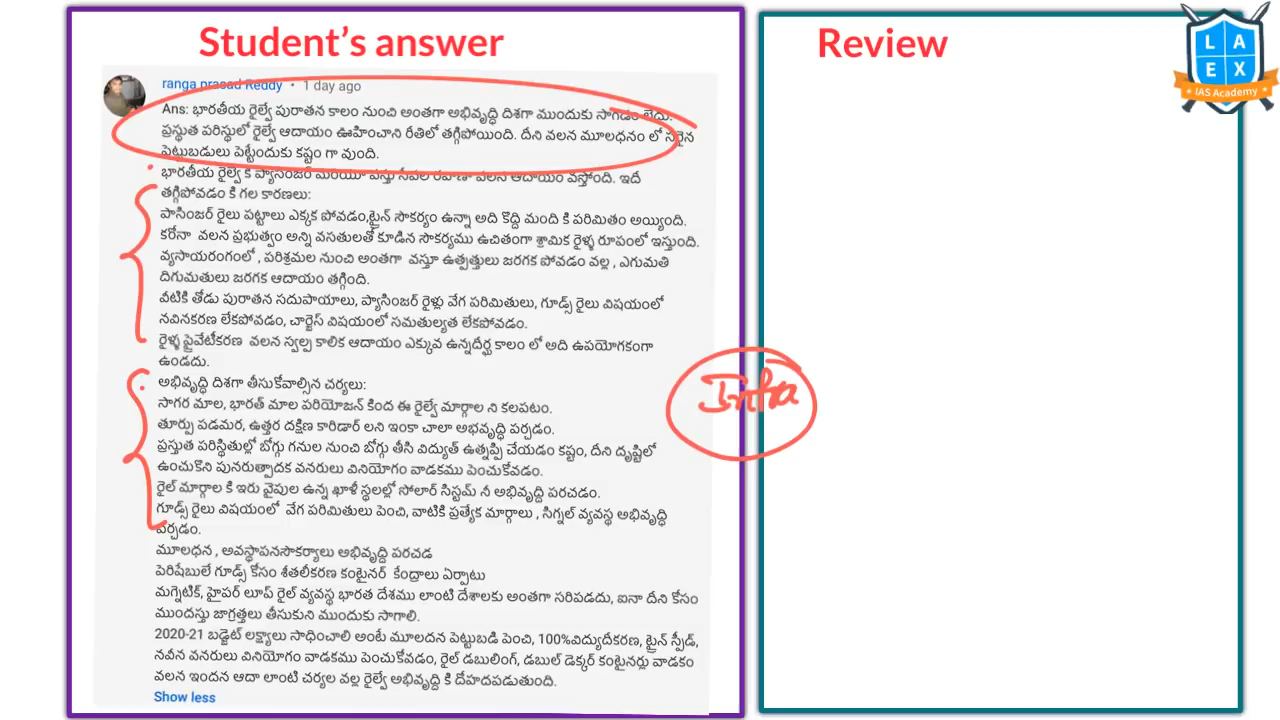 Student's answer
Review
L A
E X
IAS Academy
ranga prasad Reddy • 1 day ago
Ans: భారతీయ రైల్వే పురాతన కాలం నుంచి అంతగా అభివృద్ధి దిశగా ముందుకు సాగడం లేదు.
ప్రస్థుత పరిస్థులో రైల్వే ఆదాయం ఊహించాని రీతిలో తగ్గిపోయింది. దీని వలన మూలధనం లో సరైన
పెట్టుబడులు పెట్టేందుకు కష్టం గా వుంది.
భారతీయ రైల్వే కి ప్యాసింజర్ మరియూ వస్తు సేవల రవాణా వలన ఆదాయం వస్తోంది. ఇదే
తగ్గిపోవడం కి గల కారణలు:
పాసింజర్ రైలు పట్టాలు ఎక్కక పోవడం,ట్రైన్ సౌకర్యం ఉన్నా అది కొద్ది మంది కి పరిమితం అయ్యింది.
కరోనా వలన ప్రభుత్వం అన్ని వసతులతో కూడిన సౌకర్యము ఉచితంగా శ్రామిక రైళ్ళ రూపంలో ఇస్తుంది.
వ్యసాయరంగంలో , పరిశ్రమల నుంచి అంతగా వస్తూ ఉత్పత్తులు జరగక పోవడం వల్ల , ఎగుమతి
దిగుమతులు జరగక ఆదాయం తగ్గింది.
వీటికి తోడు పురాతన సదుపాయాలు, ప్యాసింజర్ రైళ్లు వేగ పరిమితులు, గూడ్స్ రైలు విషయంలో
నవినకరణ లేకపోవడం, చార్జెస్ విషయంలో సమతుల్యత లేకపోవడం.
రైళ్ళ ప్రైవేటీకరణ వలన స్వల్ప కాలిక ఆదాయం ఎక్కువ ఉన్నదీర్ఘ కాలం లో అది ఉపయోగకంగా
ఉండదు.
అభివృద్ధి దిశగా తీసుకోవాల్సిన చర్యలు:
సాగర మాల, భారత్ మాల పరియోజన్ కింద ఈ రైల్వే మార్గాల ని కలపటం.
తూర్పు పడమర, ఉత్తర దక్షిణ కారిడార్ లని ఇంకా చాలా అభవృద్ధి పర్చడం.
ప్రస్తుత పరిస్థితుల్లో బోగ్గు గనుల నుంచి బోగ్గు తీసి విద్యుత్ ఉత్నప్పి చేయడం కష్టం, దీని దృష్టిలో
ఉంచుకొని పునరుత్పాదక వనరులు వినియోగం వాడకము పెంచుకోవడం.
రైల్ మార్గాల కి ఇరు వైపుల ఉన్న ఖాళీ స్థలల్లో సోలార్ సిస్టమ్ న అభివృద్ది పరచడం.
గూడ్స్ రైలు విషయంలో వేగ పరిమితులు పెంచి, వాటికి ప్రత్యేక మార్గాలు , సిగ్నల్ వ్యవస్థ అభివృద్ధి
పర్చడం.
మూలధన , అవస్థాపనసౌకర్యాలు అభివృద్ది పరచడ
పెరిషేబులే గూడ్స్ కోసం శీతలీకరణ కంటైనర్ కేంద్రాలు ఏర్పాటు
మగ్నెటిక్, హైపర్ లూప్ రైల్ వ్యవస్థ భారత దేశము లాంటి దేశాలకు అంతగా సరిపడదు, ఐనా దీని కోసం
ముందస్తు జాగ్రత్తలు తీసుకుని ముందుకు సాగాలి.
2020-21 బడ్జెట్ లక్ష్యాలు సాధించాలి అంటే మూలదన పెట్టుబడి పెంచి, 100%విద్యుదీకరణ, ట్రైన్ స్పీడ్,
నవీన వనరులు వినియోగం వాడకము పెంచుకోవడం, రైల్ డబులింగ్, డబుల్ డెక్కర్ కంటైనర్లు వాడకం
వలన ఇందన ఆదా లాంటి చర్యల వల్ల రైల్వే అభివృద్ది కి దోహదపడుతుంది.
Show less
Infra